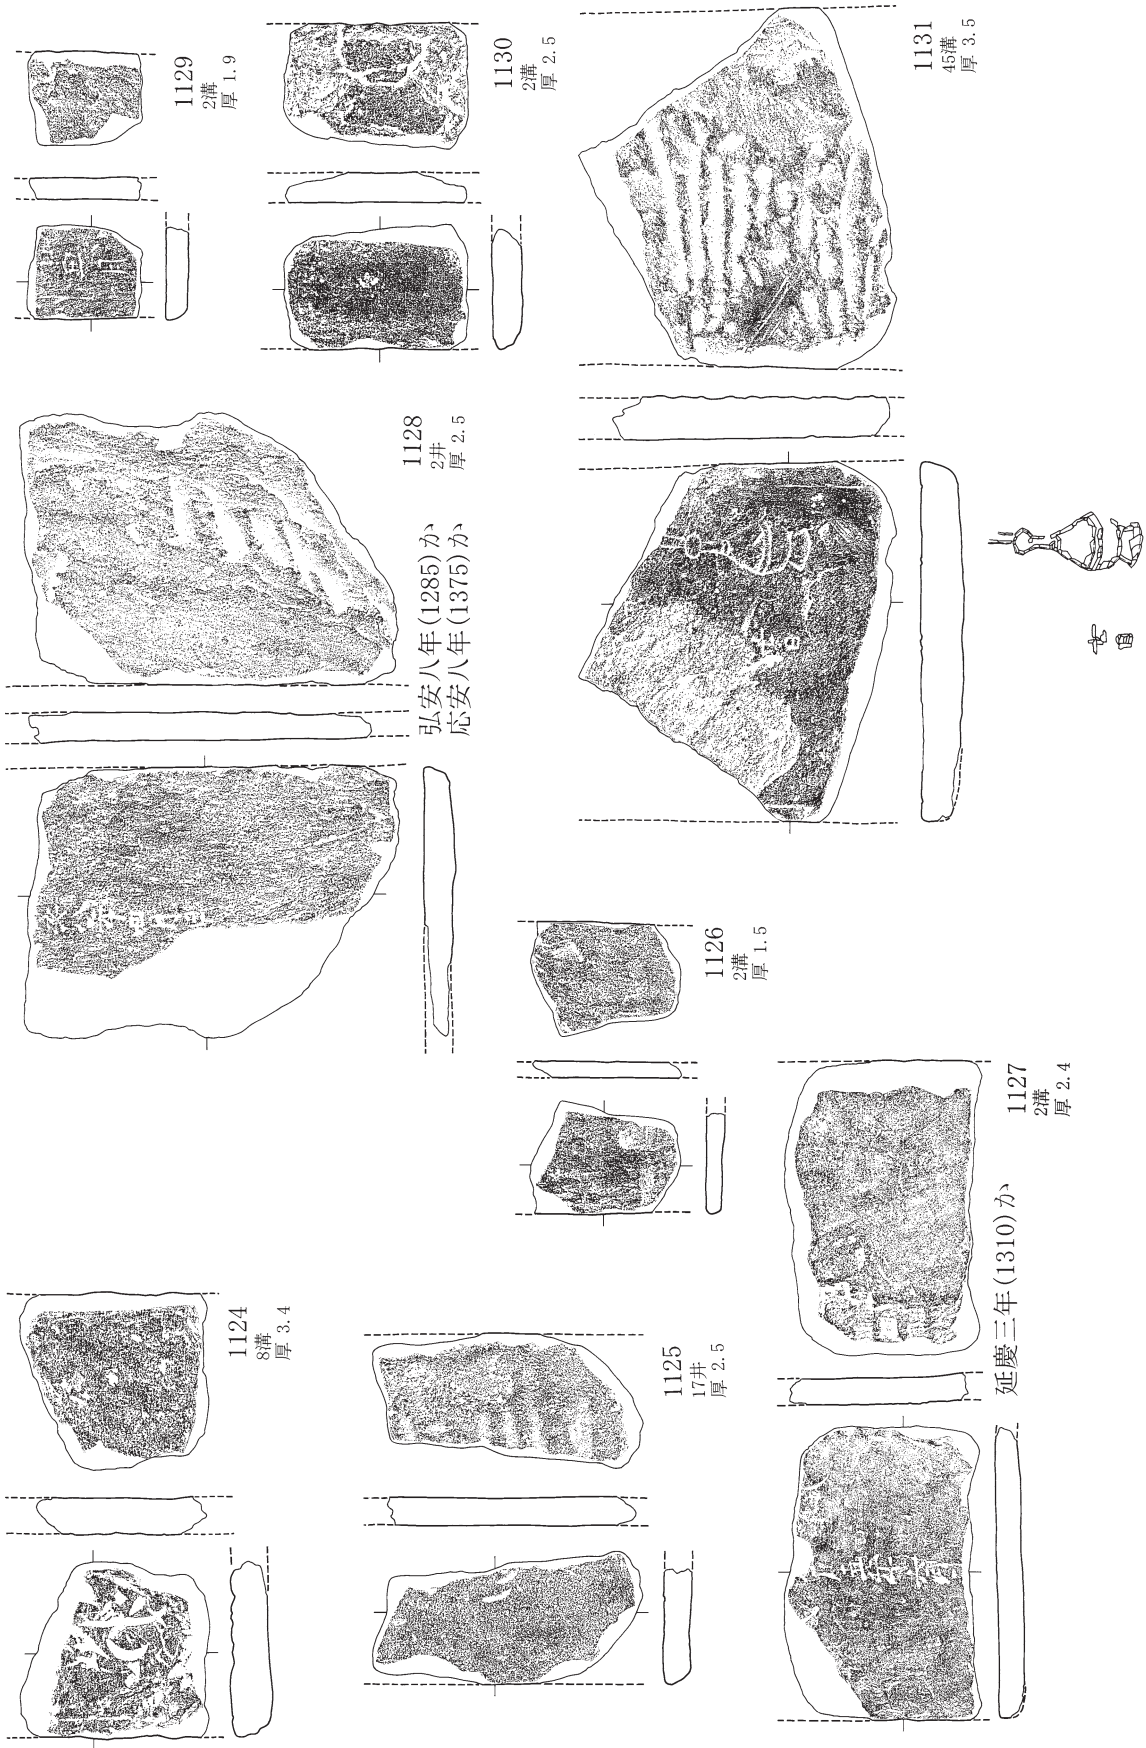 1124
8溝
厚 3.4
1125
17井
厚 2.5
1126
2溝
厚 1.5
延慶三年(1310)か
1127
2溝
厚 2.4
弘安八年(1285)か
応安八年(1375)か
1128
2井
厚 2.5
1129
2溝
厚 1.9
1130
2溝
厚 2.5
1131
45溝
厚 3.5